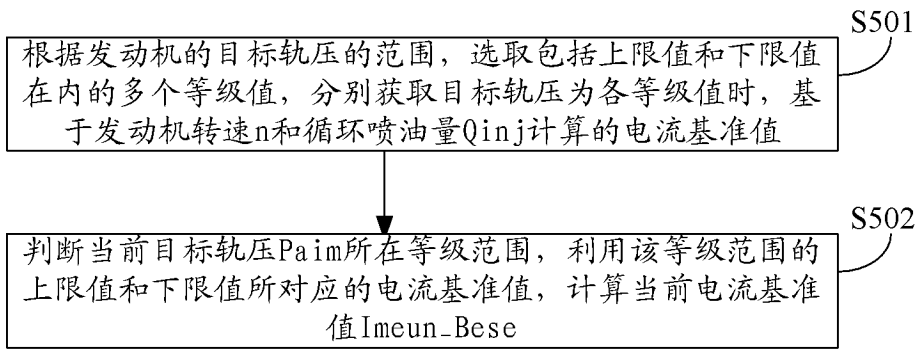 S501
根据发动机的目标轨压的范围，选取包括上限值和下限值
在内的多个等级值，分别获取目标轨压为各等级值时，基
于发动机转速n和循环喷油量Qinj计算的电流基准值
S502
判断当前目标轨压Paim所在等级范围，利用该等级范围的
上限值和下限值所对应的电流基准值，计算当前电流基准
值Imeun_Bese